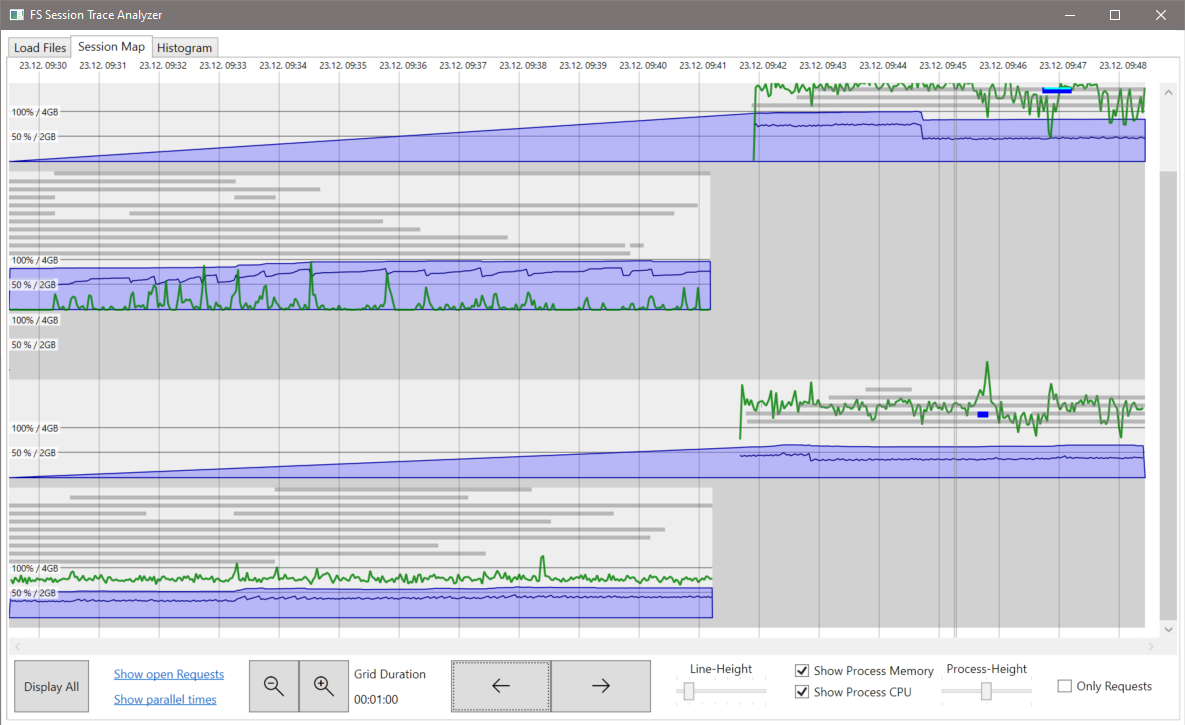 FS Session Trace Analyzer
Load Files Session Map Histogram
23.12. 09:30 23.12. 09:31 23.12. 09:32 23.12. 09:33 23.12. 09:34 23.12. 09:35 23.12. 09:36 23.12. 09:37 23.12. 09:38 23.12. 09:39 23.12. 09:40 23.12. 09:41 23.12. 09:42 23.12. 09:43 23.12. 09:44 23.12. 09:45 23.12. 09:46 23.12. 09:47 23.12. 09:48
100% / 4GB
50 % / 2GB
100% / 4GB
50 % / 2GB
100% / 4GB
50 % / 2GB
100% / 4GB
50 % / 2GB
100% / 4GB
50 % / 2GB
Display All
Show open Requests
Show parallel times
Grid Duration
00:01:00
Line-Height
Show Process Memory
Show Process CPU
Process-Height
Only Requests